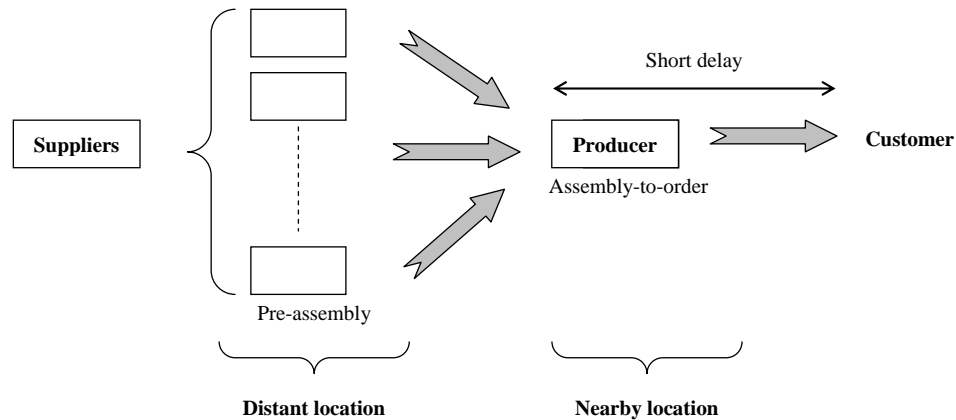 Short delay
Suppliers
Producer
Customer
Assembly-to-order
Pre-assembly
Distant location
Nearby location